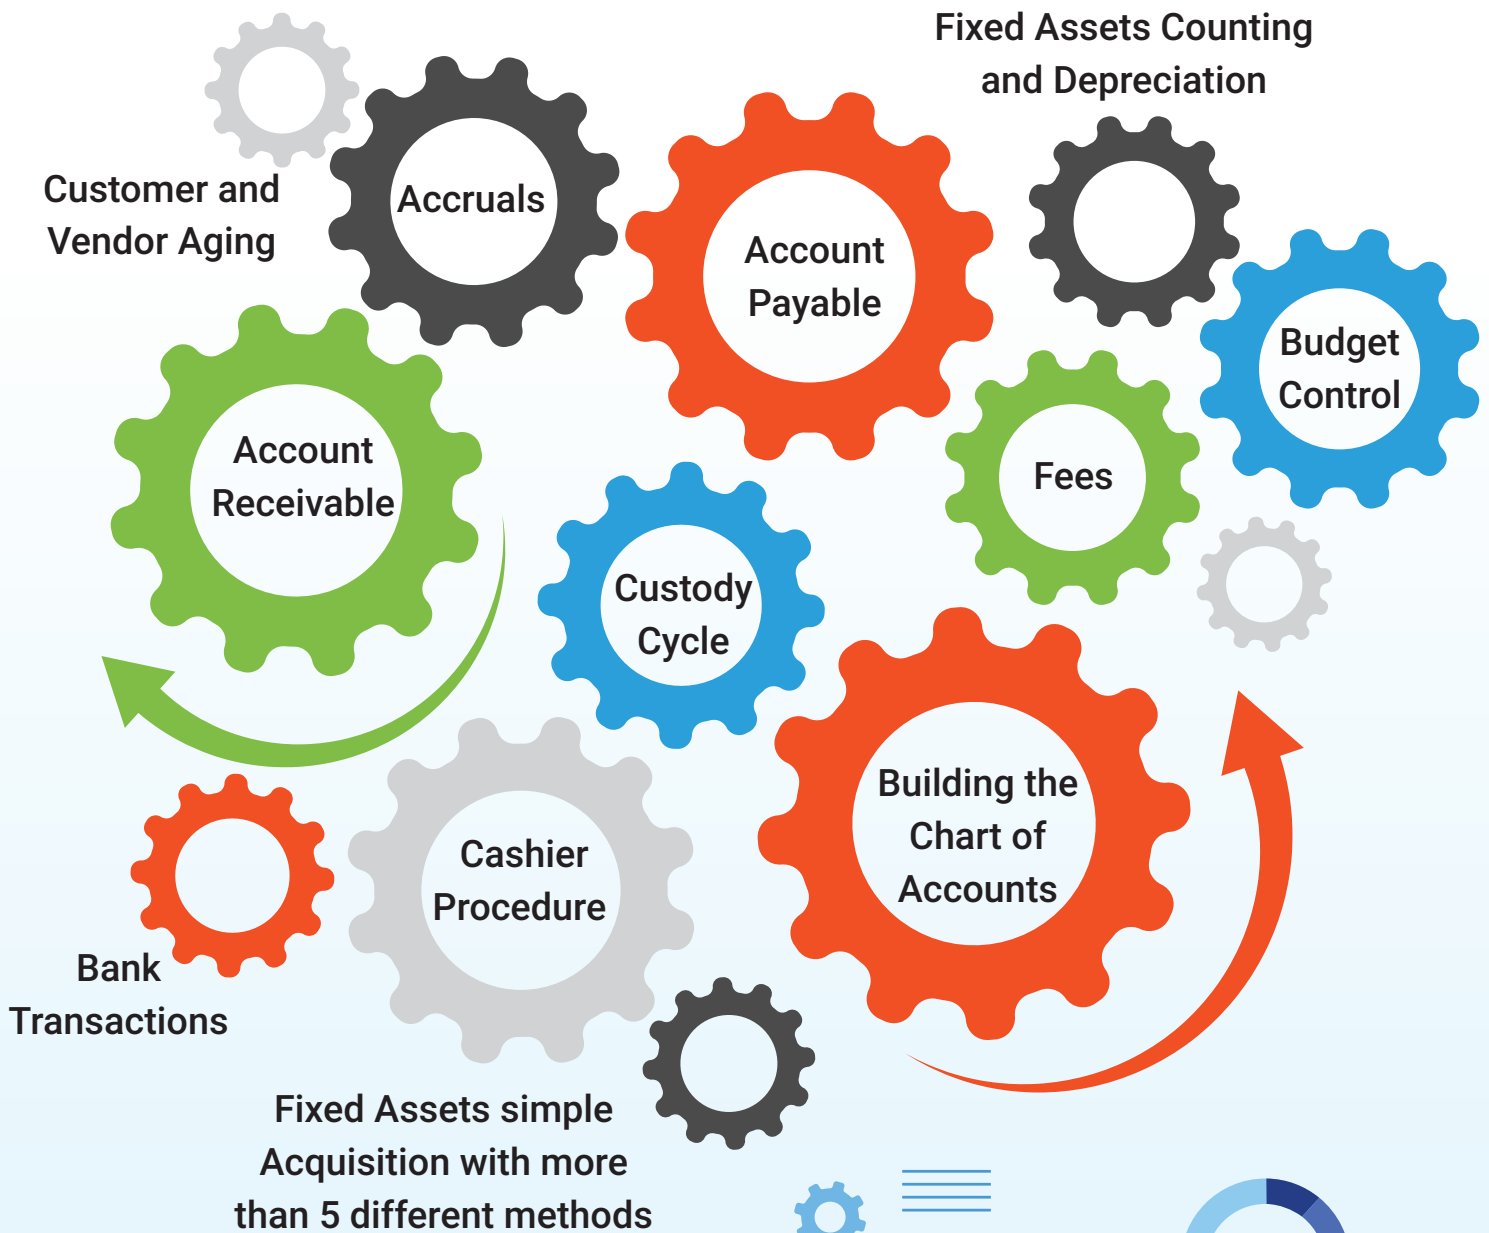 Fixed Assets Counting
and Depreciation
Customer and
Vendor Aging
Accruals
Account
Payable
Budget
Control
Account
Receivable
Fees
Custody
Cycle
Building the
Chart of
Accounts
Cashier
Procedure
Bank
Transactions
Fixed Assets simple
Acquisition with more
than 5 different methods